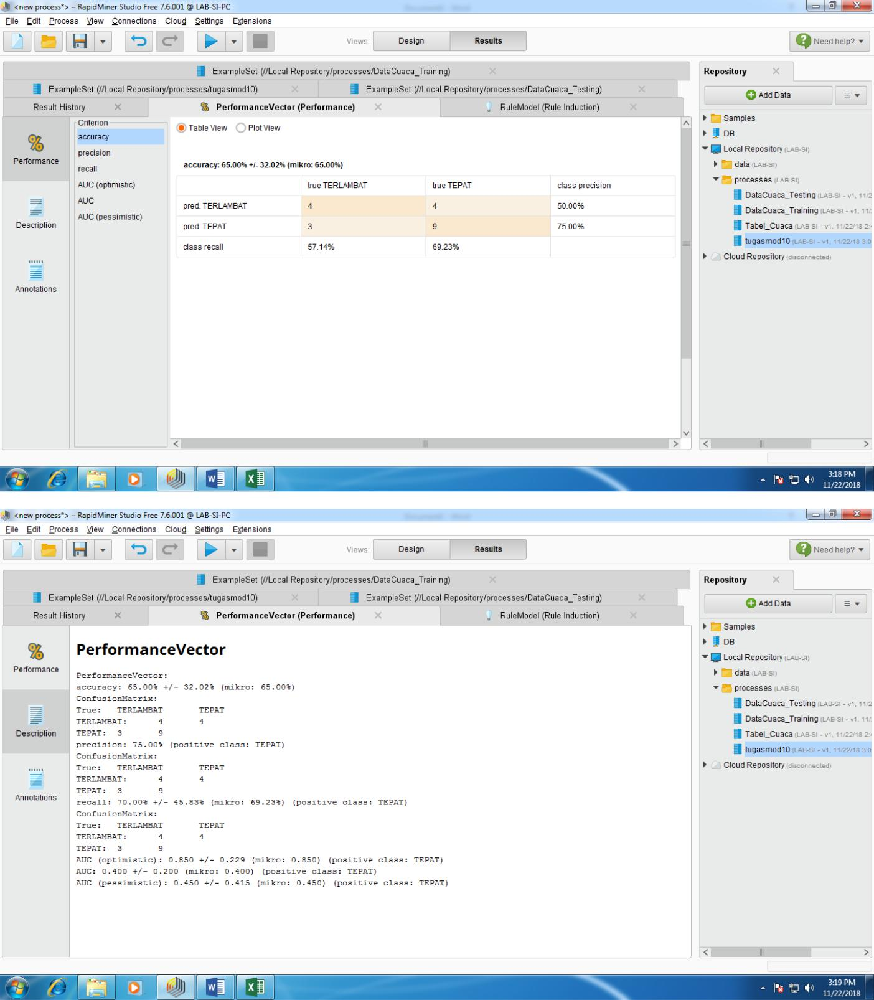 <new process*> – RapidMiner Studio Free 7.6.001 @ LAB-SI-PC
File Edit Process View Connections Cloud Settings Extensions
Views: Design Results Need help?
ExampleSet (//Local Repository/processes/DataCuaca_Training)
ExampleSet (//Local Repository/processes/tugasmod10) ExampleSet (//Local Repository/processes/DataCuaca_Testing)
Result History PerformanceVector (Performance) RuleModel (Rule Induction)
Performance
Description
Annotations
Criterion
accuracy
precision
recall
AUC (optimistic)
AUC
AUC (pessimistic)
Table View Plot View
accuracy: 65.00% +/- 32.02% (mikro: 65.00%)
true TERLAMBAT true TEPAT class precision
pred. TERLAMBAT 4 4 50.00%
pred. TEPAT 3 9 75.00%
class recall 57.14% 69.23%
Repository
Add Data
Samples
DB
Local Repository (LAB-SI)
data (LAB-SI)
processes (LAB-SI)
DataCuaca_Testing (LAB-SI - v1, 11/2
DataCuaca_Training (LAB-SI - v1, 11/
Tabel_Cuaca (LAB-SI - v1, 11/22/18 2:
tugasmod10 (LAB-SI - v1, 11/22/18 3:0
Cloud Repository (disconnected)
3:18 PM
11/22/2018
<new process*> – RapidMiner Studio Free 7.6.001 @ LAB-SI-PC
File Edit Process View Connections Cloud Settings Extensions
Views: Design Results Need help?
ExampleSet (//Local Repository/processes/DataCuaca_Training)
ExampleSet (//Local Repository/processes/tugasmod10) ExampleSet (//Local Repository/processes/DataCuaca_Testing)
Result History PerformanceVector (Performance) RuleModel (Rule Induction)
Performance
Description
Annotations
PerformanceVector
PerformanceVector:
accuracy: 65.00% +/- 32.02% (mikro: 65.00%)
ConfusionMatrix:
True: TERLAMBAT TEPAT
TERLAMBAT: 4 4
TEPAT: 3 9
precision: 75.00% (positive class: TEPAT)
ConfusionMatrix:
True: TERLAMBAT TEPAT
TERLAMBAT: 4 4
TEPAT: 3 9
recall: 70.00% +/- 45.83% (mikro: 69.23%) (positive class: TEPAT)
ConfusionMatrix:
True: TERLAMBAT TEPAT
TERLAMBAT: 4 4
TEPAT: 3 9
AUC (optimistic): 0.850 +/- 0.229 (mikro: 0.850) (positive class: TEPAT)
AUC: 0.400 +/- 0.200 (mikro: 0.400) (positive class: TEPAT)
AUC (pessimistic): 0.450 +/- 0.415 (mikro: 0.450) (positive class: TEPAT)
Repository
Add Data
Samples
DB
Local Repository (LAB-SI)
data (LAB-SI)
processes (LAB-SI)
DataCuaca_Testing (LAB-SI - v1, 11/2
DataCuaca_Training (LAB-SI - v1, 11/
Tabel_Cuaca (LAB-SI - v1, 11/22/18 2:
tugasmod10 (LAB-SI - v1, 11/22/18 3:0
Cloud Repository (disconnected)
3:19 PM
11/22/2018